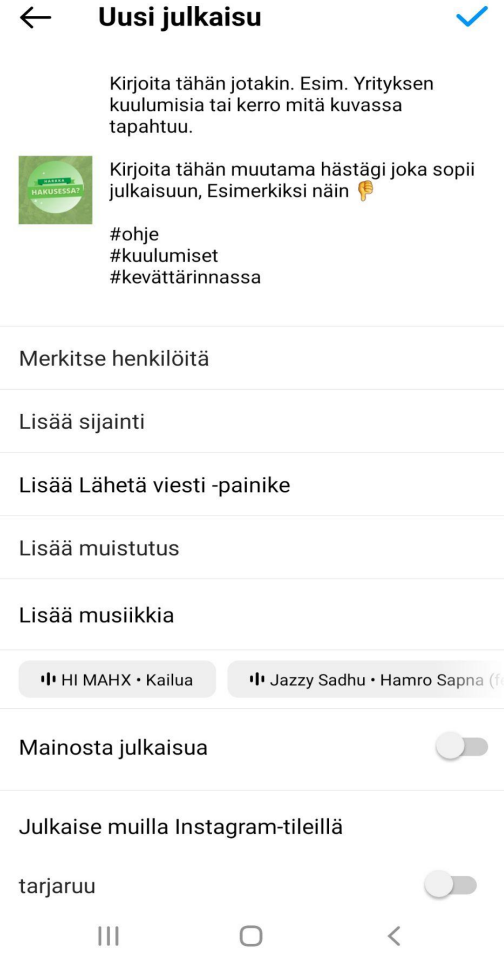 Uusi julkaisu
Kirjoita tähän jotakin. Esim. Yrityksen
kuulumisia tai kerro mitä kuvassa
tapahtuu.
Kirjoita tähän muutama hästägi joka sopii
julkaisuun, Esimerkiksi näin 👎
HAKUSESSA?
#ohje
#kuulumiset
#kevättärinnassa
Merkitse henkilöitä
Lisää sijainti
Lisää Lähetä viesti -painike
Lisää muistutus
Lisää musiikkia
HI MAHX • Kailua
Jazzy Sadhu • Hamro Sapna
Mainosta julkaisua
Julkaise muilla Instagram-tileillä
tarjaruu